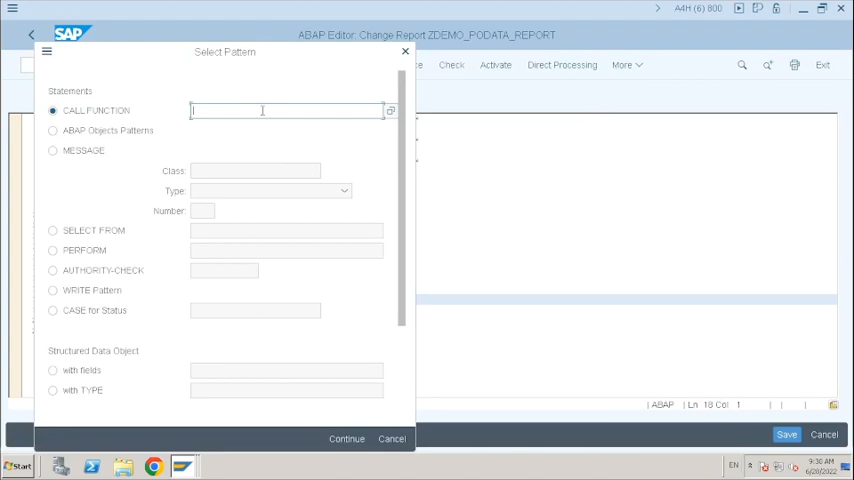 A4H (6) 800
SAP
ABAP Editor: Change Report ZDEMO_PODATA_REPORT
Select Pattern
Check Activate Direct Processing More Exit
Statements
CALL FUNCTION
ABAP Objects Patterns
MESSAGE
Class:
Type:
Number:
SELECT FROM
PERFORM
AUTHORITY-CHECK
WRITE Pattern
CASE for Status
Structured Data Object
with fields
with TYPE
ABAP Ln 18 Col 1
Continue Cancel
Save Cancel
Start
EN
9:30 AM
6/20/2022